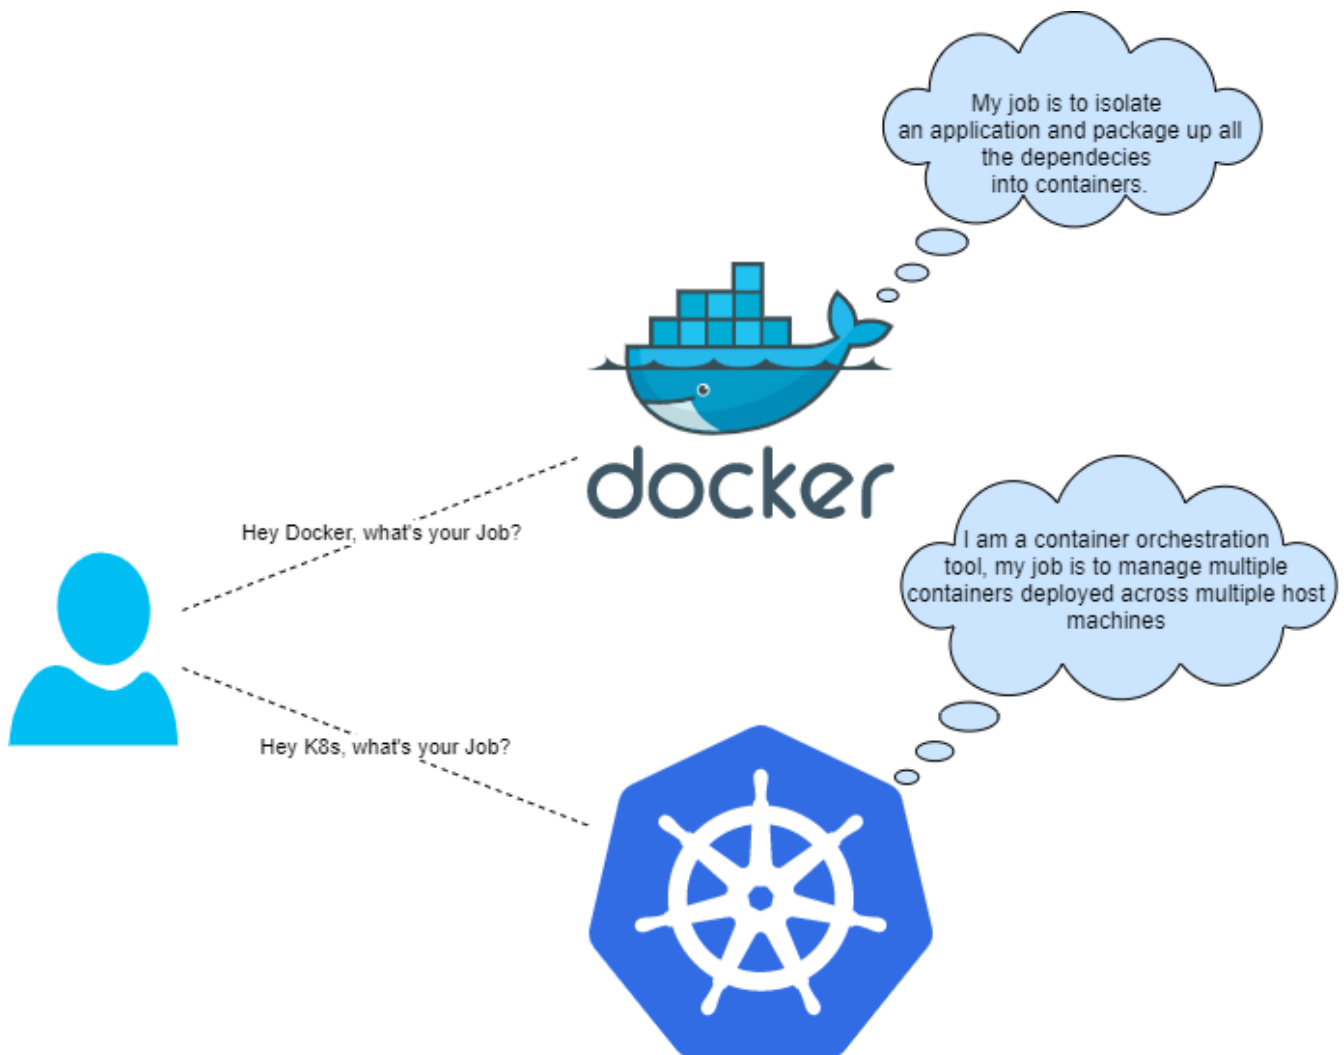 My job is to isolate
an application and package up all
the dependecies
into containers.
docker
Hey Docker, what's your Job?
I am a container orchestration
tool, my job is to manage multiple
containers deployed across multiple host
machines
Hey K8s, what's your Job?